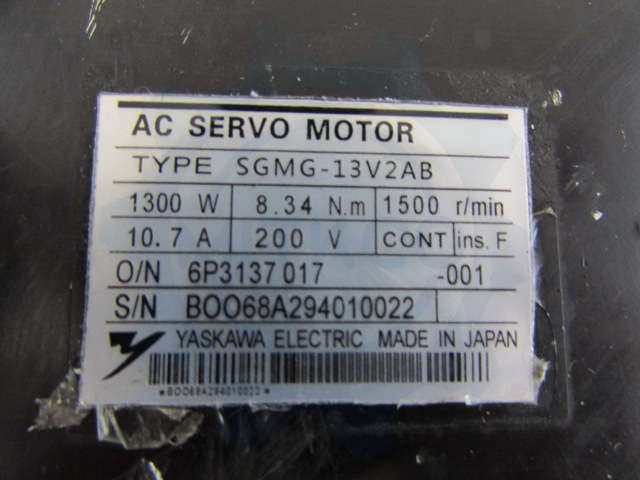 AC SERVO MOTOR
TYPE SGMG-13V2AB
1300 W 8.34 N.m 1500 r/min
10.7 A 200 V CONT ins. F
O/N 6P3137 017 -001
S/N BOO68A294010022
YASKAWA ELECTRIC MADE IN JAPAN
*BOO68A294010022*